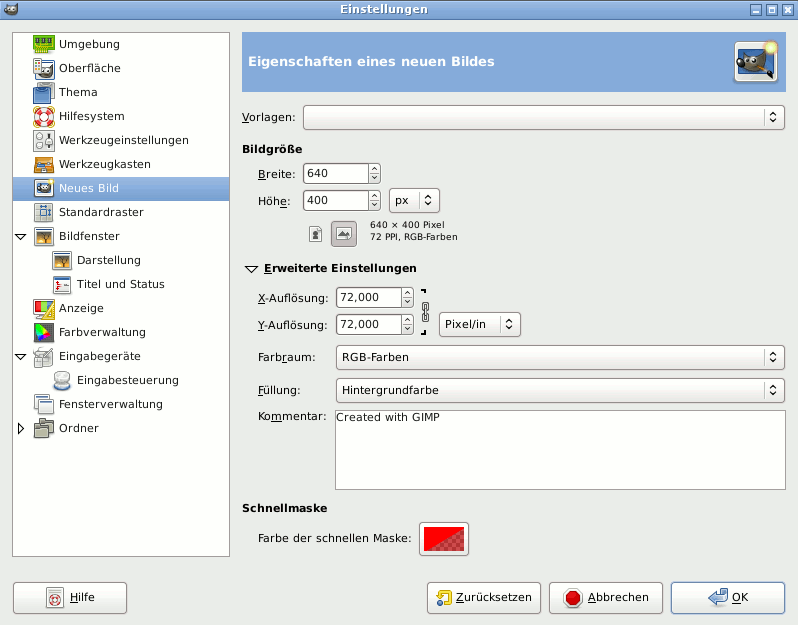 Einstellungen
Umgebung
Oberfläche
Thema
Hilfesystem
Werkzeugeinstellungen
Werkzeugkasten
Neues Bild
Standardraster
Bildfenster
Darstellung
Titel und Status
Anzeige
Farbverwaltung
Eingabegeräte
Eingabesteuerung
Fensterverwaltung
Ordner
Eigenschaften eines neuen Bildes
Vorlagen:
Bildgröße
Breite: 640
Höhe: 400 px
640 × 400 Pixel
72 PPI, RGB-Farben
Erweiterte Einstellungen
X-Auflösung: 72,000
Y-Auflösung: 72,000 Pixel/in
Farbraum: RGB-Farben
Füllung: Hintergrundfarbe
Kommentar: Created with GIMP
Schnellmaske
Farbe der schnellen Maske:
Hilfe Zurücksetzen Abbrechen OK